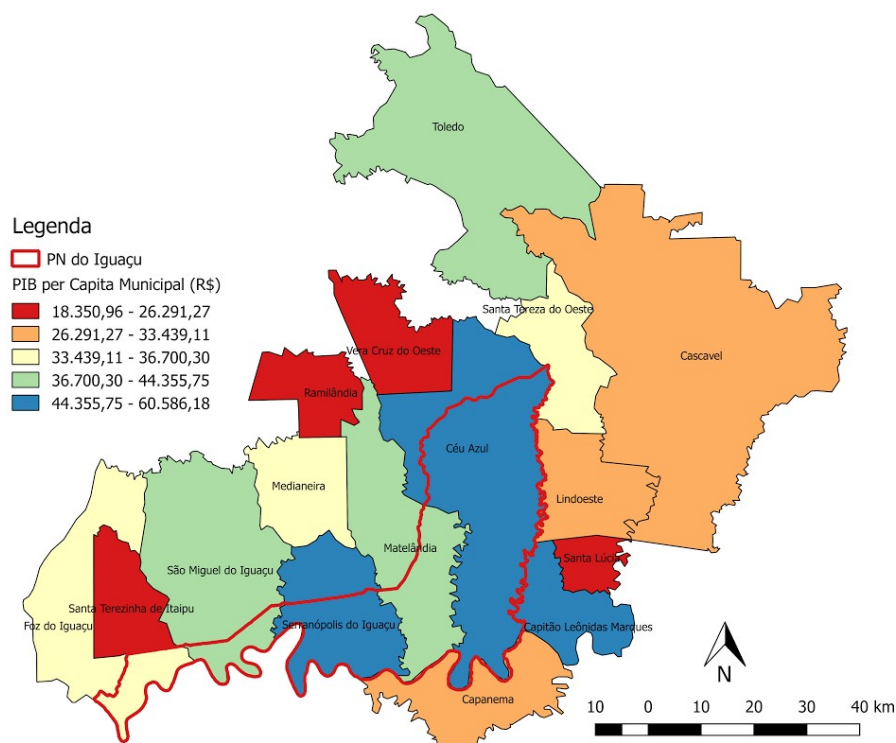 Toledo
Legenda
PN do Iguaçu
PIB per Capita Municipal (R$)
18.350,96 - 26.291,27
26.291,27 - 33.439,11
33.439,11 - 36.700,30
36.700,30 - 44.355,75
44.355,75 - 60.586,18
Santa Tereza do Oeste
Vera Cruz do Oeste
Cascavel
Ramilândia
Céu Azul
Medianeira
Lindoeste
Matelândia
Santa Lúcia
São Miguel do Iguaçu
Santa Terezinha de Itaipu
Foz do Iguaçu
Serranópolis do Iguaçu
Capitão Leônidas Marques
Capanema
N
10 0 10 20 30 40 km